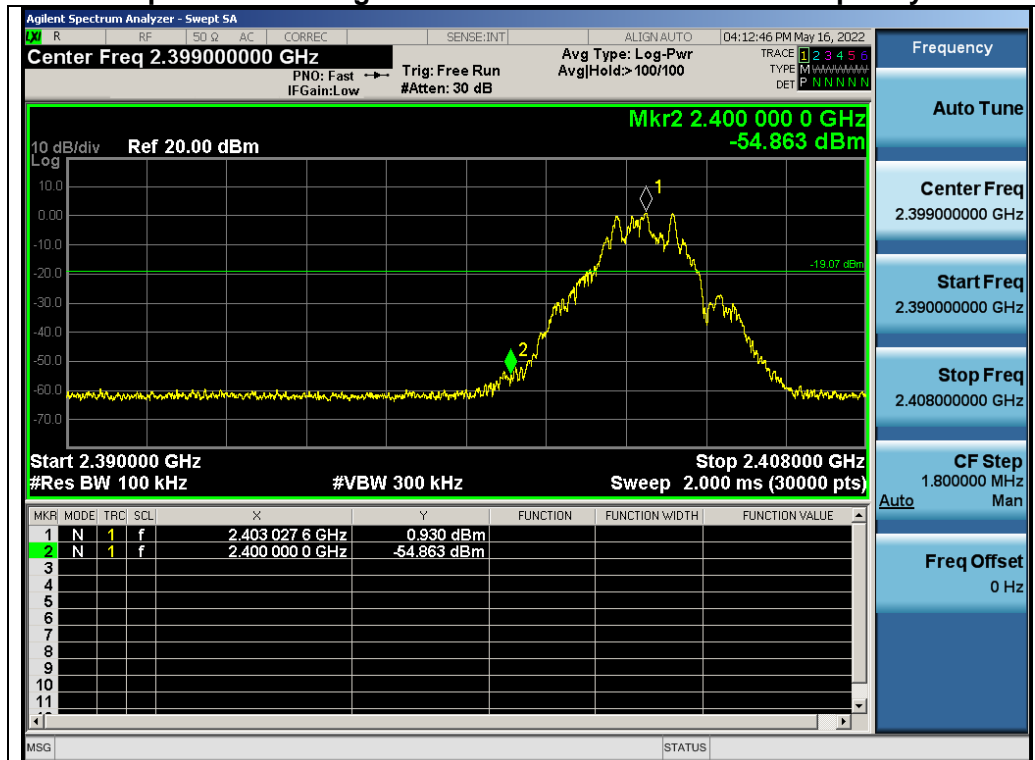 Agilent Spectrum Analyzer - Swept SA
LXI R RF 50 Ω AC CORREC SENSE:INT ALIGN AUTO 04:12:46 PM May 16, 2022
Center Freq 2.399000000 GHz
PNO: Fast
IFGain:Low
Trig: Free Run
#Atten: 30 dB
Avg Type: Log-Pwr
Avg|Hold:>100/100
TRACE 1 2 3 4 5 6
TYPE M
DET P N N N N N
Frequency
Auto Tune
Center Freq
2.399000000 GHz
Start Freq
2.390000000 GHz
Stop Freq
2.408000000 GHz
CF Step
1.800000 MHz
Auto Man
Freq Offset
0 Hz
Mkr2 2.400 000 0 GHz
-54.863 dBm
10 dB/div Ref 20.00 dBm
Log
10.0
0.00
-10.0
-20.0
-30.0
-40.0
-50.0
-60.0
-70.0
1
-19.07 dBm
2
Start 2.390000 GHz Stop 2.408000 GHz
#Res BW 100 kHz #VBW 300 kHz Sweep 2.000 ms (30000 pts)
MKR MODE TRC SCL X Y FUNCTION FUNCTION WIDTH FUNCTION VALUE
1 N 1 f 2.403 027 6 GHz 0.930 dBm
2 N 1 f 2.400 000 0 GHz -54.863 dBm
3
4
5
6
7
8
9
10
11
MSG STATUS